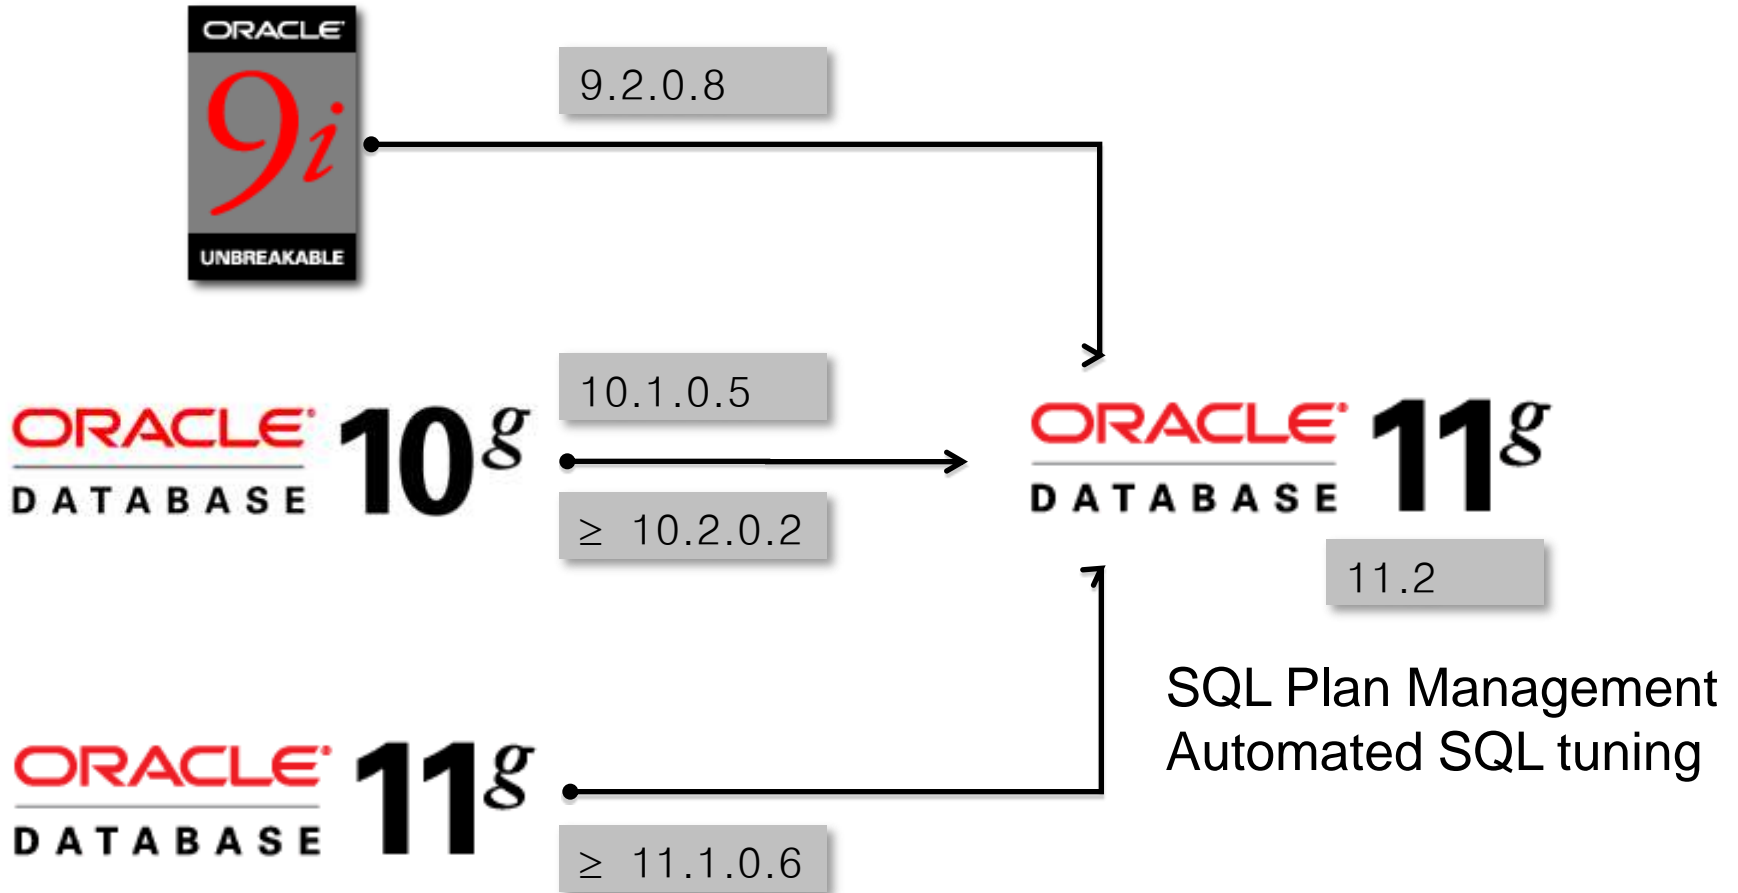 ORACLE
9i
UNBREAKABLE
9.2.0.8
10.1.0.5
ORACLE® 10g
DATABASE
≥ 10.2.0.2
ORACLE® 11g
DATABASE
11.2
SQL Plan Management
Automated SQL tuning
ORACLE® 11g
DATABASE
≥ 11.1.0.6